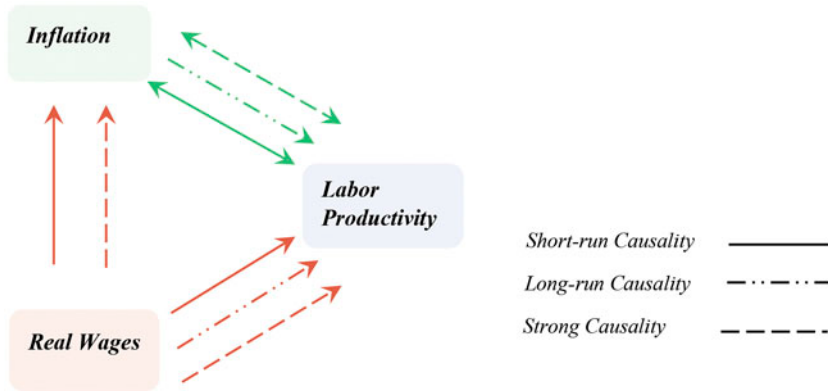 Inflation
Labor
Productivity
Short-run Causality
Long-run Causality
Real Wages
Strong Causality